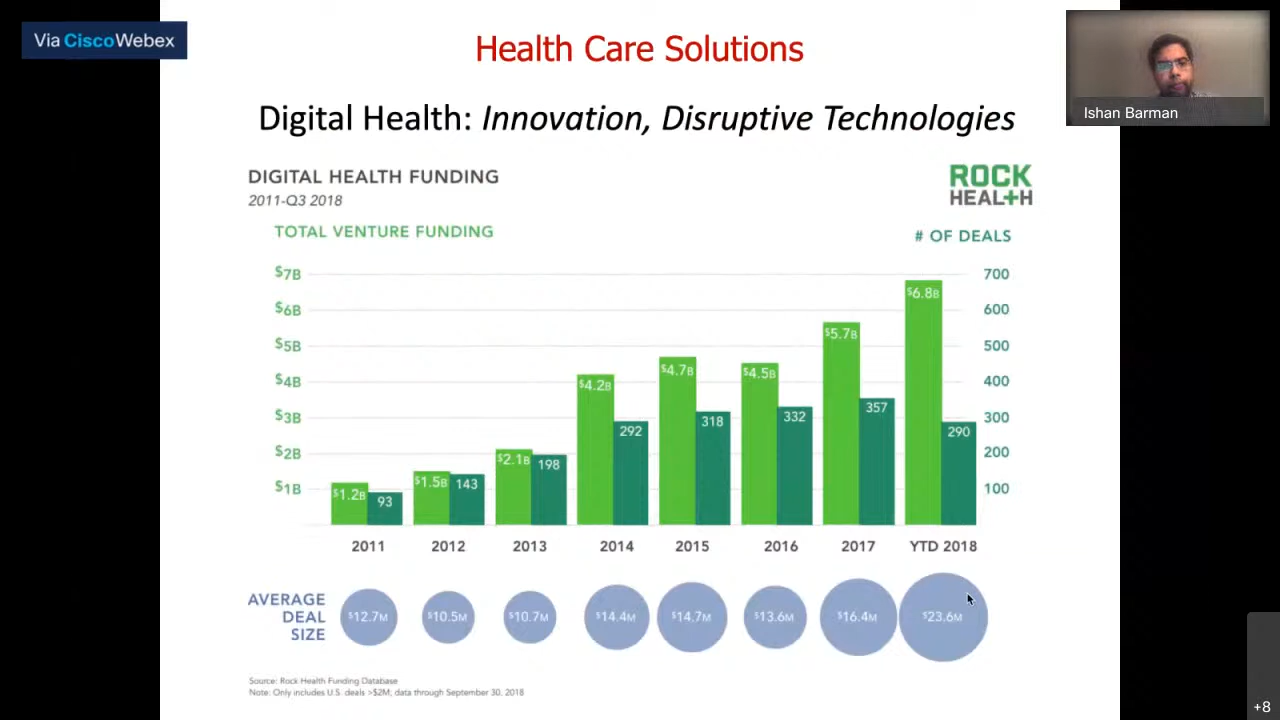 Via CiscoWebex
Health Care Solutions
Ishan Barman
Digital Health: Innovation, Disruptive Technologies
DIGITAL HEALTH FUNDING
2011-Q3 2018
ROCK
HEALTH
TOTAL VENTURE FUNDING
# OF DEALS
$7B
$6B
$5B
$4B
$3B
$2B
$1B
700
600
500
400
300
200
100
$1.2B
93
$1.5B
143
$2.1B
198
$4.2B
292
$4.7B
318
$4.5B
332
$5.7B
357
$6.8B
290
2011 2012 2013 2014 2015 2016 2017 YTD 2018
AVERAGE
DEAL
SIZE
$12.7M $10.5M $10.7M $14.4M $14.7M $13.6M $16.4M $23.6M
Source: Rock Health Funding Database
Note: Only includes U.S. deals >$2M; data through September 30, 2018
+8